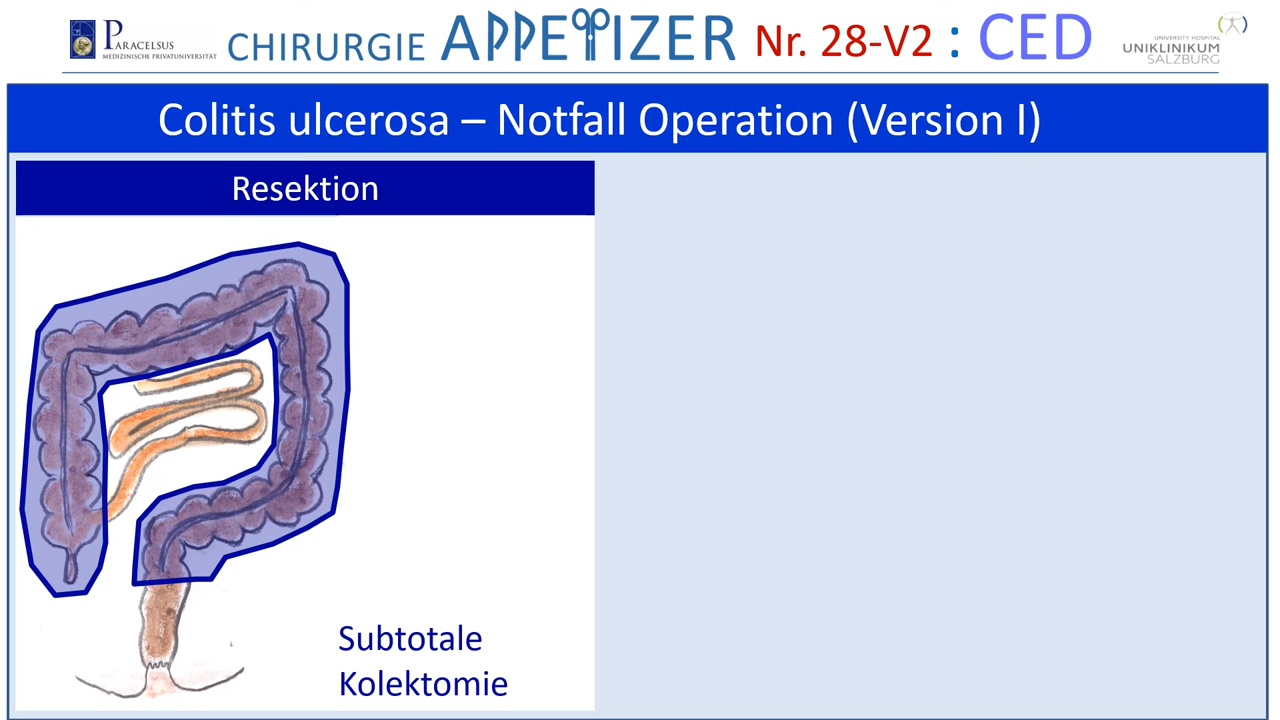 PARACELSUS
MEDIZINISCHE PRIVATUNIVERSITÄT
CHIRURGIE APPETIZER Nr. 28-V2 : CED
UNIVERSITY HOSPITAL
UNIKLINIKUM
SALZBURG
Colitis ulcerosa – Notfall Operation (Version I)
Resektion
Subtotale
Kolektomie